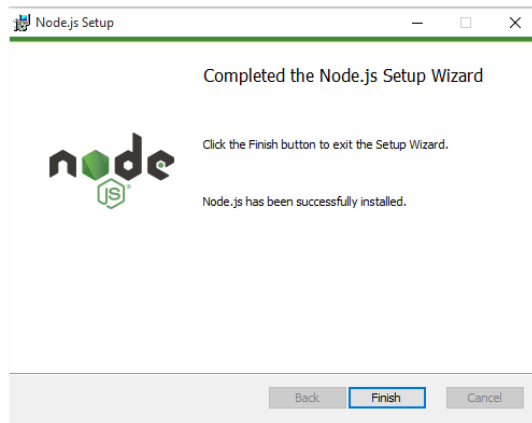 Node.js Setup
Completed the Node.js Setup Wizard
Click the Finish button to exit the Setup Wizard.
node
JS
Node.js has been successfully installed.
Back Finish Cancel